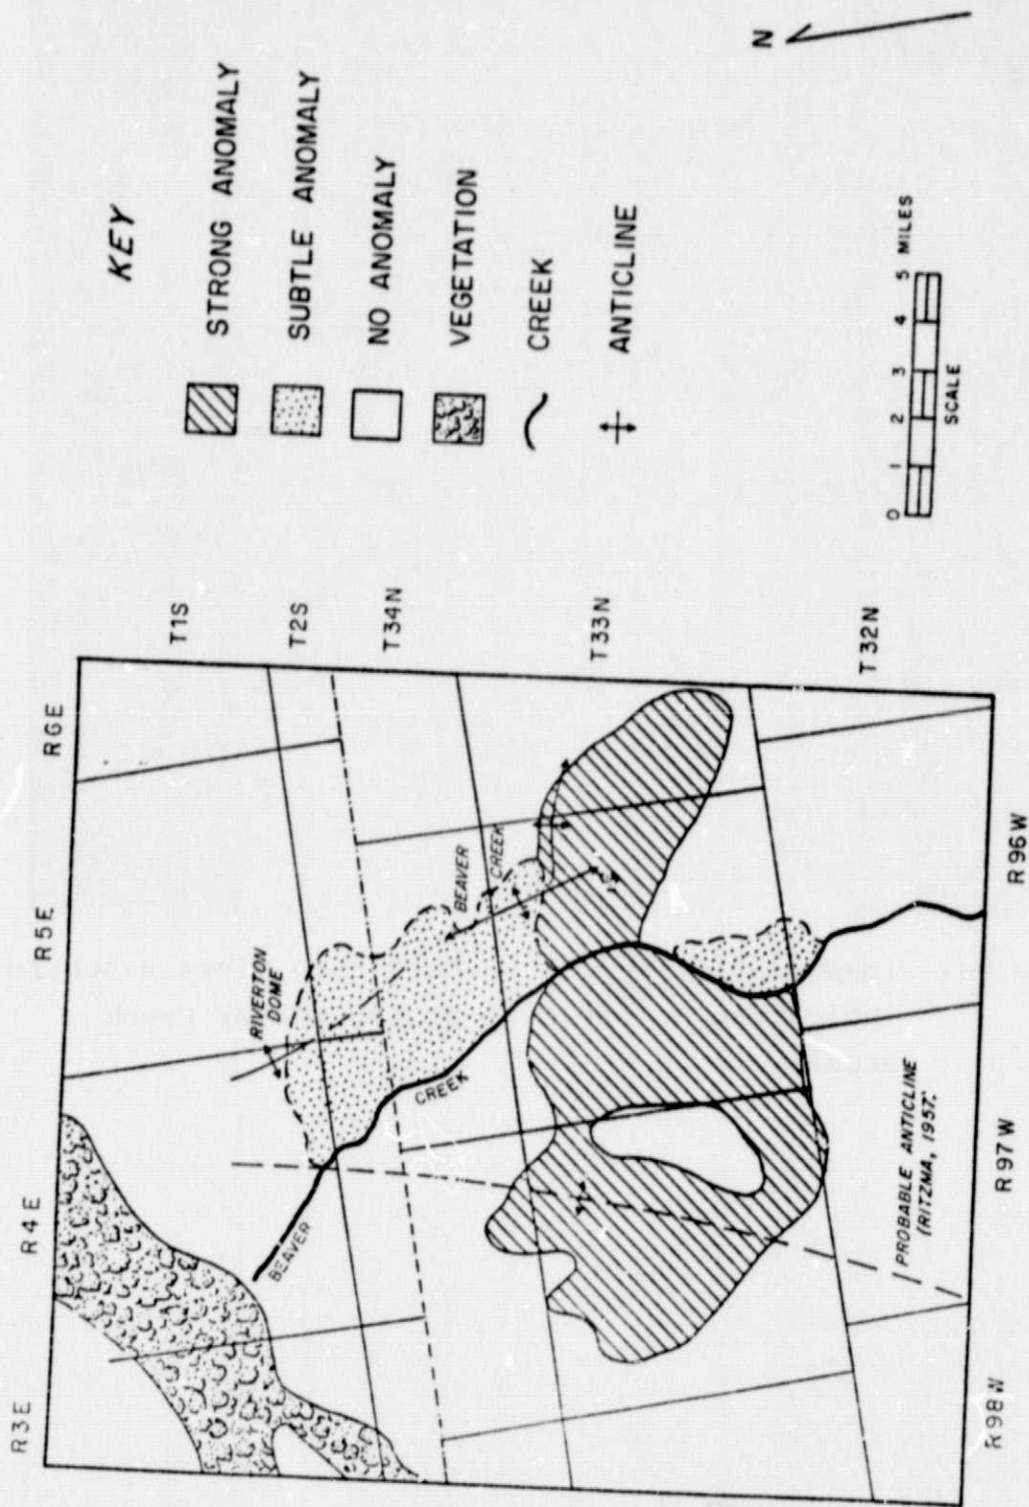 R3E
R4E
R5E
R6E
T1S
T2S
T34N
T33N
T32N
R98W
R97W
R96W
RIVERTON
DOME
BEAVER
CREEK
BEAVER
CREEK
PROBABLE ANTICLINE
(RITZMA, 1957;
KEY
STRONG ANOMALY
SUBTLE ANOMALY
NO ANOMALY
VEGETATION
CREEK
ANTICLINE
0 1 2 3 4 5 MILES
SCALE
N